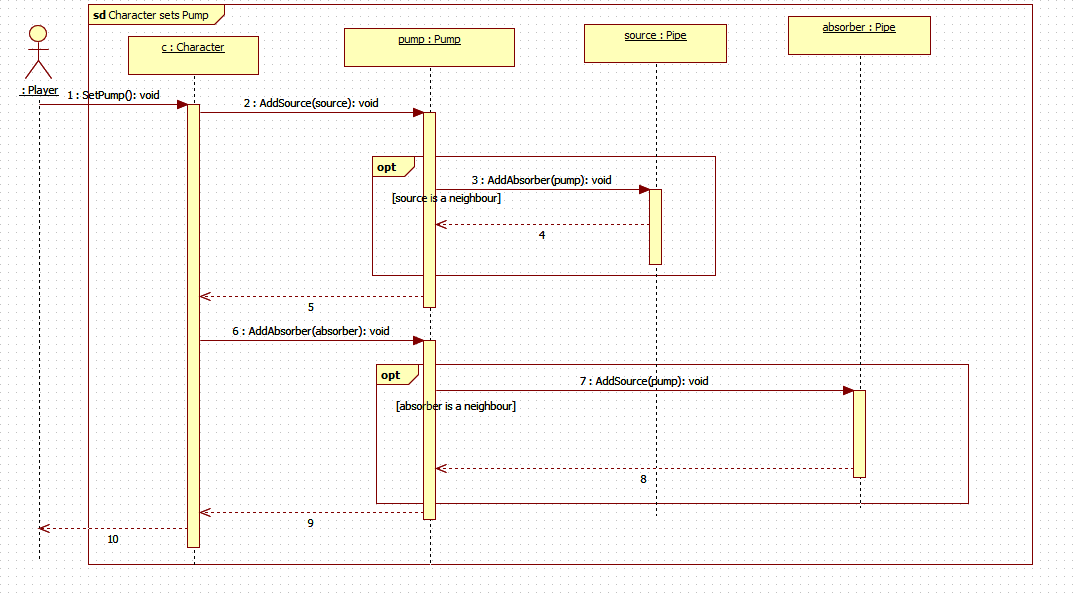 sd Character sets Pump
: Player
c : Character
pump : Pump
source : Pipe
absorber : Pipe
1 : SetPump(): void
2 : AddSource(source): void
opt
3 : AddAbsorber(pump): void
[source is a neighbour]
4
5
6 : AddAbsorber(absorber): void
opt
7 : AddSource(pump): void
[absorber is a neighbour]
8
9
10